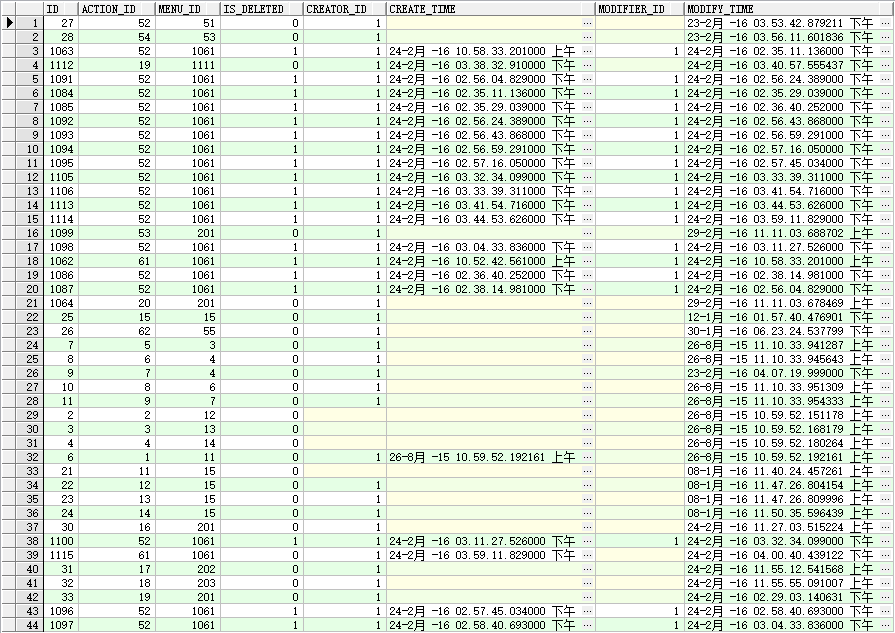 ID ACTION_ID MENU_ID IS_DELETED CREATOR_ID CREATE_TIME MODIFIER_ID MODIFY_TIME
1 27 52 51 0 1 ... 23-2月 -16 03.53.42.879211 下午 ...
2 28 54 53 0 1 ... 23-2月 -16 03.56.11.601836 下午 ...
3 1063 52 1061 1 1 24-2月 -16 10.58.33.201000 上午 ... 1 24-2月 -16 02.35.11.136000 下午 ...
4 1112 19 1111 0 1 24-2月 -16 03.38.32.910000 下午 ... 24-2月 -16 03.40.57.555437 下午 ...
5 1091 52 1061 1 1 24-2月 -16 02.56.04.829000 下午 ... 1 24-2月 -16 02.56.24.389000 下午 ...
6 1084 52 1061 1 1 24-2月 -16 02.35.11.136000 下午 ... 1 24-2月 -16 02.35.29.039000 下午 ...
7 1085 52 1061 1 1 24-2月 -16 02.35.29.039000 下午 ... 1 24-2月 -16 02.36.40.252000 下午 ...
8 1092 52 1061 1 1 24-2月 -16 02.56.24.389000 下午 ... 1 24-2月 -16 02.56.43.868000 下午 ...
9 1093 52 1061 1 1 24-2月 -16 02.56.43.868000 下午 ... 1 24-2月 -16 02.56.59.291000 下午 ...
10 1094 52 1061 1 1 24-2月 -16 02.56.59.291000 下午 ... 1 24-2月 -16 02.57.16.050000 下午 ...
11 1095 52 1061 1 1 24-2月 -16 02.57.16.050000 下午 ... 1 24-2月 -16 02.57.45.034000 下午 ...
12 1105 52 1061 1 1 24-2月 -16 03.32.34.099000 下午 ... 1 24-2月 -16 03.33.39.311000 下午 ...
13 1106 52 1061 1 1 24-2月 -16 03.33.39.311000 下午 ... 1 24-2月 -16 03.41.54.716000 下午 ...
14 1113 52 1061 1 1 24-2月 -16 03.41.54.716000 下午 ... 1 24-2月 -16 03.44.53.626000 下午 ...
15 1114 52 1061 1 1 24-2月 -16 03.44.53.626000 下午 ... 1 24-2月 -16 03.59.11.829000 下午 ...
16 1099 53 201 0 1 ... 29-2月 -16 11.11.03.688702 上午 ...
17 1098 52 1061 1 1 24-2月 -16 03.04.33.836000 下午 ... 1 24-2月 -16 03.11.27.526000 下午 ...
18 1062 61 1061 1 1 24-2月 -16 10.52.42.561000 上午 ... 1 24-2月 -16 10.58.33.201000 上午 ...
19 1086 52 1061 1 1 24-2月 -16 02.36.40.252000 下午 ... 1 24-2月 -16 02.38.14.981000 下午 ...
20 1087 52 1061 1 1 24-2月 -16 02.38.14.981000 下午 ... 1 24-2月 -16 02.56.04.829000 下午 ...
21 1064 20 201 0 1 ... 29-2月 -16 11.11.03.678469 上午 ...
22 25 15 15 0 1 ... 12-1月 -16 01.57.40.476901 下午 ...
23 26 62 55 0 1 ... 30-1月 -16 06.23.24.537799 下午 ...
24 7 5 3 0 1 ... 26-8月 -15 11.10.33.941287 上午 ...
25 8 6 4 0 1 ... 26-8月 -15 11.10.33.945643 上午 ...
26 9 7 4 0 1 ... 23-2月 -16 04.07.19.999000 下午 ...
27 10 8 6 0 1 ... 26-8月 -15 11.10.33.951309 上午 ...
28 11 9 7 0 1 ... 26-8月 -15 11.10.33.954333 上午 ...
29 2 2 12 0 ... 26-8月 -15 10.59.52.151178 上午 ...
30 3 3 13 0 ... 26-8月 -15 10.59.52.168179 上午 ...
31 4 4 14 0 ... 26-8月 -15 10.59.52.180264 上午 ...
32 6 1 11 0 1 26-8月 -15 10.59.52.192161 上午 ... 26-8月 -15 10.59.52.192161 上午 ...
33 21 11 15 0 ... 08-1月 -16 11.40.24.457261 上午 ...
34 22 12 15 0 1 ... 08-1月 -16 11.47.26.804154 上午 ...
35 23 13 15 0 1 ... 08-1月 -16 11.47.26.809996 上午 ...
36 24 14 15 0 1 ... 08-1月 -16 11.50.35.596439 上午 ...
37 30 16 201 0 1 ... 24-2月 -16 11.27.03.515224 上午 ...
38 1100 52 1061 1 1 24-2月 -16 03.11.27.526000 下午 ... 1 24-2月 -16 03.32.34.099000 下午 ...
39 1115 61 1061 0 1 24-2月 -16 03.59.11.829000 下午 ... 24-2月 -16 04.00.40.439122 下午 ...
40 31 17 202 0 1 ... 24-2月 -16 11.55.12.541568 上午 ...
41 32 18 203 0 1 ... 24-2月 -16 11.55.55.091007 上午 ...
42 33 19 201 0 1 ... 24-2月 -16 02.29.03.140631 下午 ...
43 1096 52 1061 1 1 24-2月 -16 02.57.45.034000 下午 ... 1 24-2月 -16 02.58.40.693000 下午 ...
44 1097 52 1061 1 1 24-2月 -16 02.58.40.693000 下午 ... 1 24-2月 -16 03.04.33.836000 下午 ...